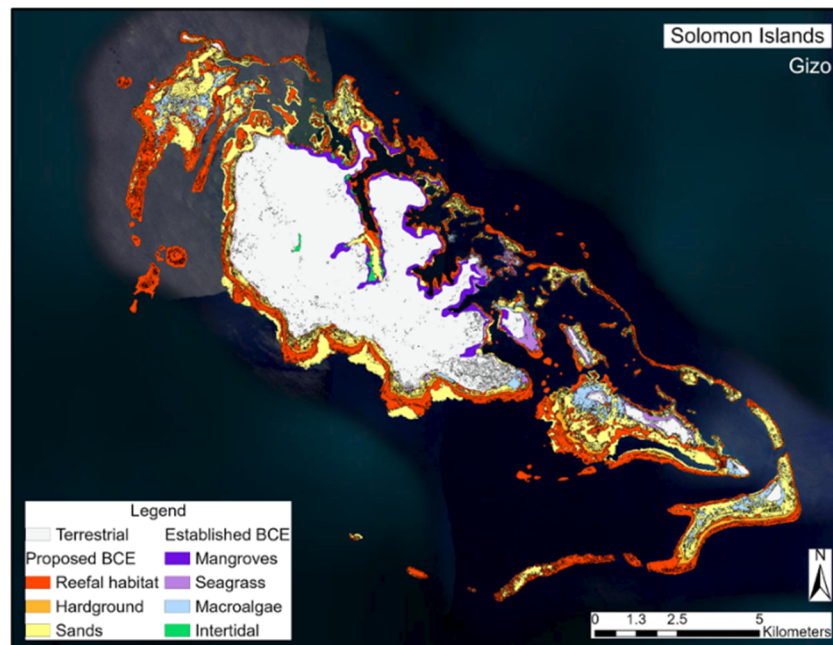 Solomon Islands
Gizo
Legend
Terrestrial Established BCE
Proposed BCE Mangroves
Reefal habitat Seagrass
Hardground Macroalgae
Sands Intertidal
N
0 1.3 2.5 5
Kilometers